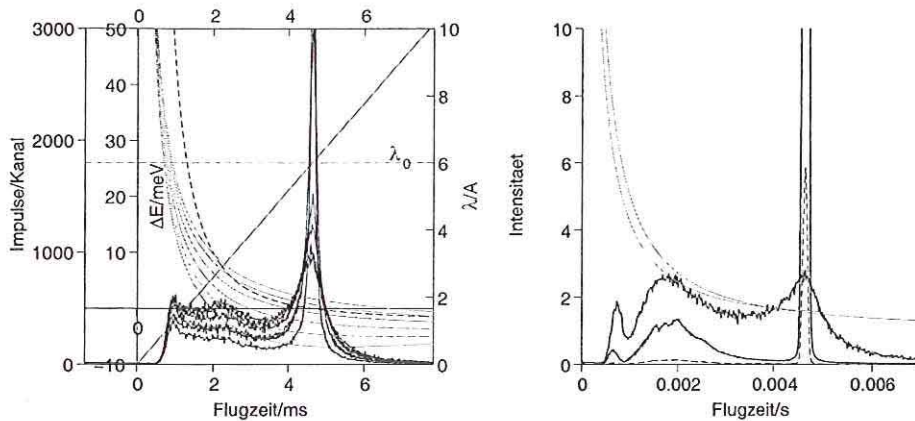 0 2 4 6
3000
2000
1000
0
Impulse/Kanal
50
40
30
20
10
0
−10
ΔE/meV
λ₀
10
8
6
4
2
0
λ/A
0 2 4 6
Flugzeit/ms
10
8
6
4
2
0
Intensitaet
0 0.002 0.004 0.006
Flugzeit/s